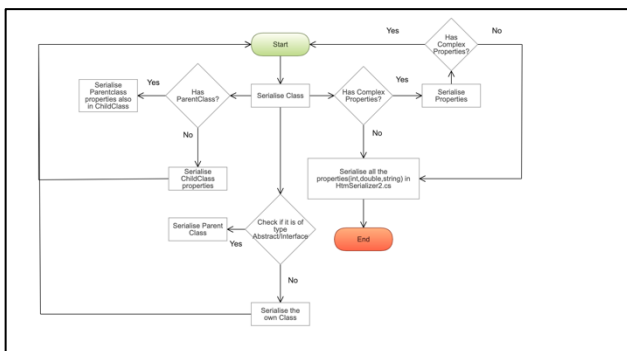 Start
Yes
Has
Complex
Properties?
No
Serialise
Parentclass
properties also
in ChildClass
Yes
Has
ParentClass?
Serialise Class
Has Complex
Properties?
Yes
Serialise
Properties
No
No
Serialise
ChildClass
properties
Serialise all the
properties(int,double,string) in
HtmSerializer2.cs
Serialise Parent
Class
Yes
Check if it is of
type
Abstract/Interface
End
No
Serialise the
own Class